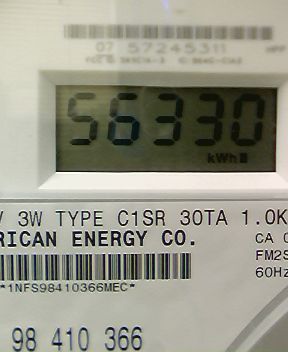 07 57245311
56330
kWh
V 3W TYPE C1SR 30TA 1.0K
RICAN ENERGY CO.
CA
FM2S
60Hz
*1NFS98410366MEC*
98 410 366